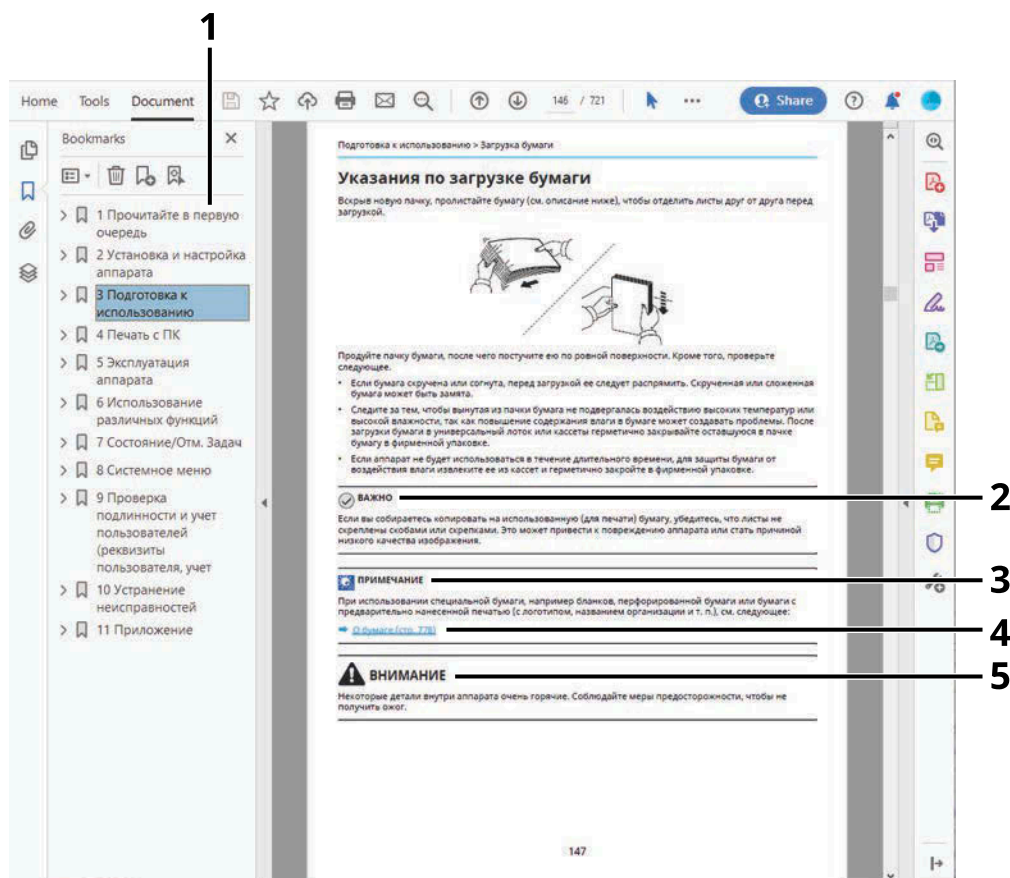 1
Home Tools Document 146 / 721 Share
Bookmarks
1 Прочитайте в первую
очередь
2 Установка и настройка
аппарата
3 Подготовка к
использованию
4 Печать с ПК
5 Эксплуатация
аппарата
6 Использование
различных функций
7 Состояние/Отм. Задач
8 Системное меню
9 Проверка
подлинности и учет
пользователей
(реквизиты
пользователя, учет
10 Устранение
неисправностей
11 Приложение
Подготовка к использованию > Загрузка бумаги
Указания по загрузке бумаги
Вскрыв новую пачку, пролистайте бумагу (см. описание ниже), чтобы отделить листы друг от друга перед
загрузкой.
Продуйте пачку бумаги, после чего постучите ею по ровной поверхности. Кроме того, проверьте
следующее.
• Если бумага скручена или согнута, перед загрузкой ее следует распрямить. Скрученная или сложенная
бумага может быть замята.
• Следите за тем, чтобы вынутая из пачки бумага не подвергалась воздействию высоких температур или
высокой влажности, так как повышение содержания влаги в бумаге может создавать проблемы. После
загрузки бумаги в универсальный лоток или кассеты герметично закрывайте оставшуюся в пачке
бумагу в фирменной упаковке.
• Если аппарат не будет использоваться в течение длительного времени, для защиты бумаги от
воздействия влаги извлеките ее из кассет и герметично закройте в фирменной упаковке.
ВАЖНО
2
Если вы собираетесь копировать на использованную (для печати) бумагу, убедитесь, что листы не
скреплены скобами или скрепками. Это может привести к повреждению аппарата или стать причиной
низкого качества изображения.
ПРИМЕЧАНИЕ
3
При использовании специальной бумаги, например бланков, перфорированной бумаги или бумаги с
предварительно нанесенной печатью (с логотипом, названием организации и т. п.), см. следующее:
О бумаге (стр. 778)
4
ВНИМАНИЕ
5
Некоторые детали внутри аппарата очень горячие. Соблюдайте меры предосторожности, чтобы не
получить ожог.
147